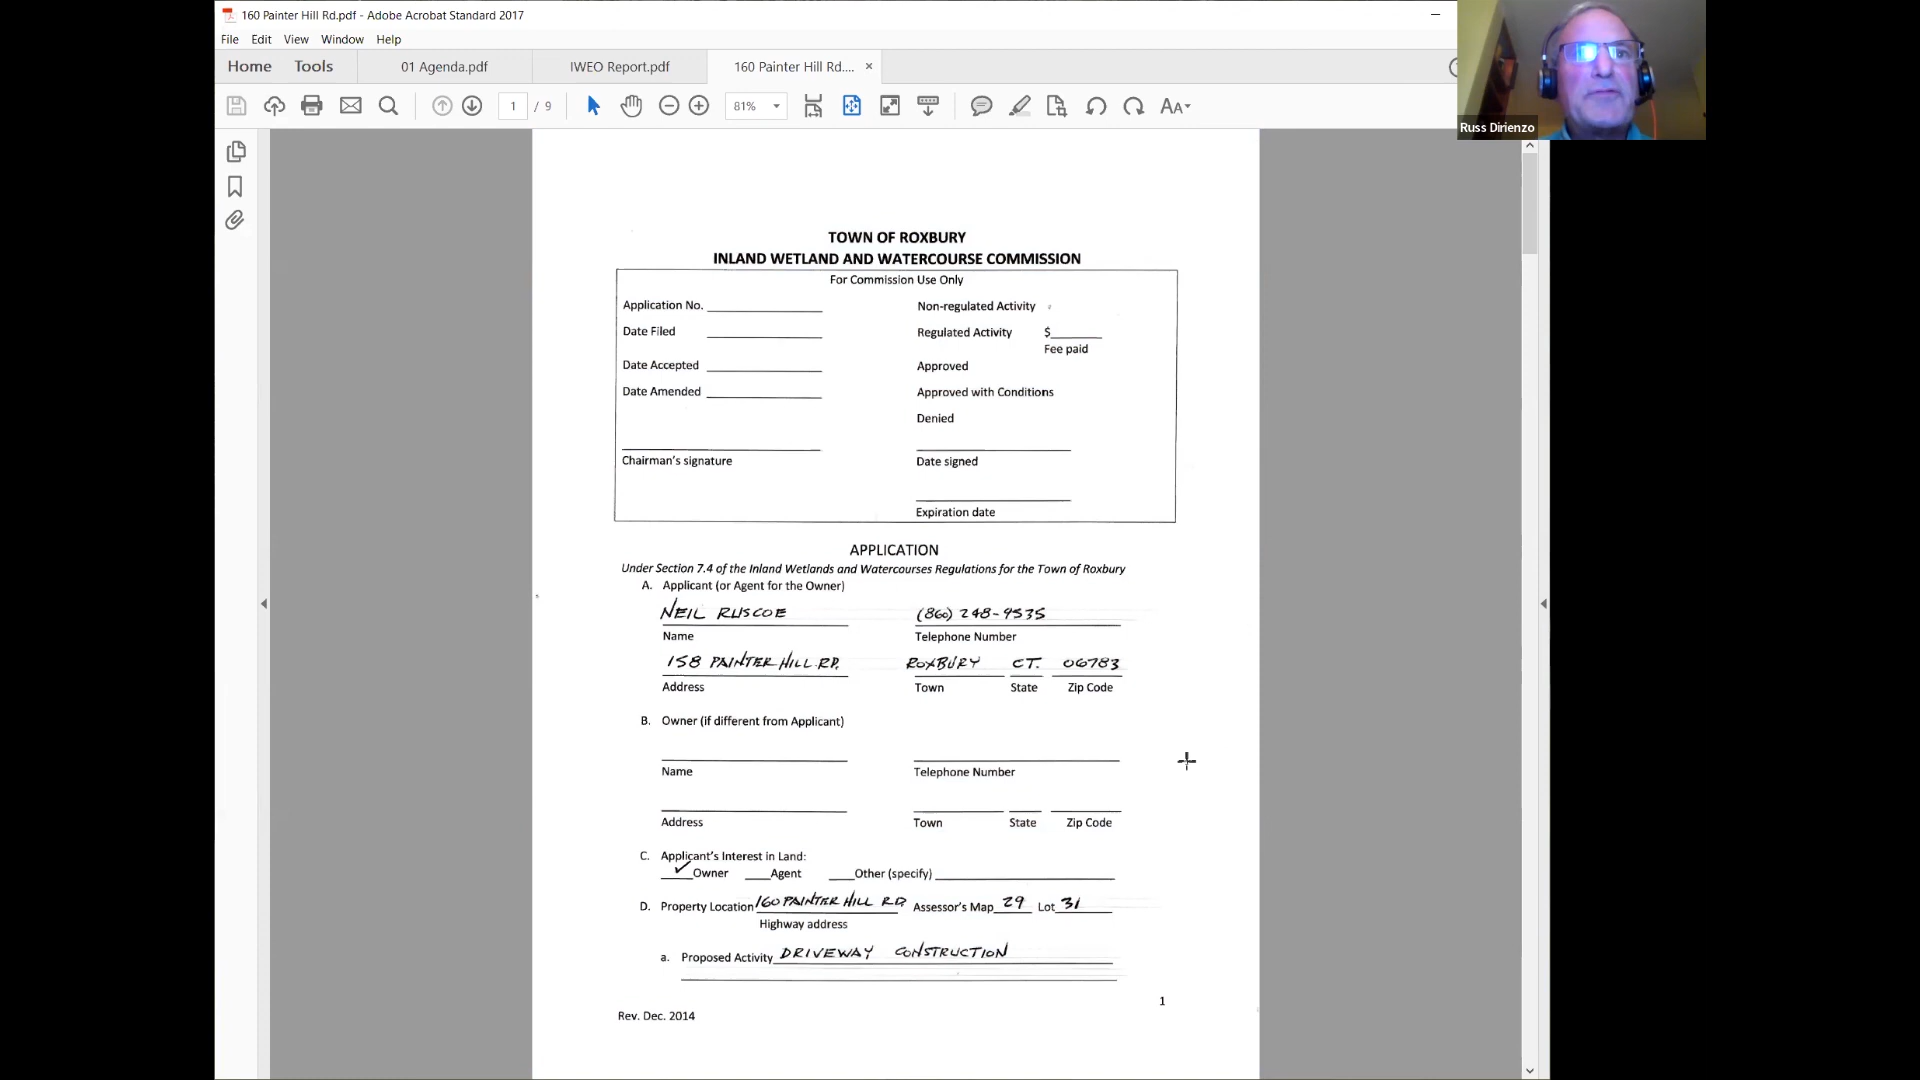 160 Painter Hill Rd.pdf - Adobe Acrobat Standard 2017
File Edit View Window Help
Home Tools 01 Agenda.pdf IWEO Report.pdf 160 Painter Hill Rd.... ×
1 / 9 81%
Russ Dirienzo
TOWN OF ROXBURY
INLAND WETLAND AND WATERCOURSE COMMISSION
For Commission Use Only
Application No. Non-regulated Activity
Date Filed Regulated Activity $
Fee paid
Date Accepted Approved
Date Amended Approved with Conditions
Denied
Chairman's signature Date signed
Expiration date
APPLICATION
Under Section 7.4 of the Inland Wetlands and Watercourses Regulations for the Town of Roxbury
A. Applicant (or Agent for the Owner)
NEIL RUSCOE (860) 248-9535
Name Telephone Number
158 PAINTER HILL RD. ROXBURY CT. 06783
Address Town State Zip Code
B. Owner (if different from Applicant)
Name Telephone Number
Address Town State Zip Code
C. Applicant's Interest in Land:
✓ Owner Agent Other (specify)
D. Property Location 160 PAINTER HILL RD Assessor's Map 29 Lot 31
Highway address
a. Proposed Activity DRIVEWAY CONSTRUCTION
1
Rev. Dec. 2014